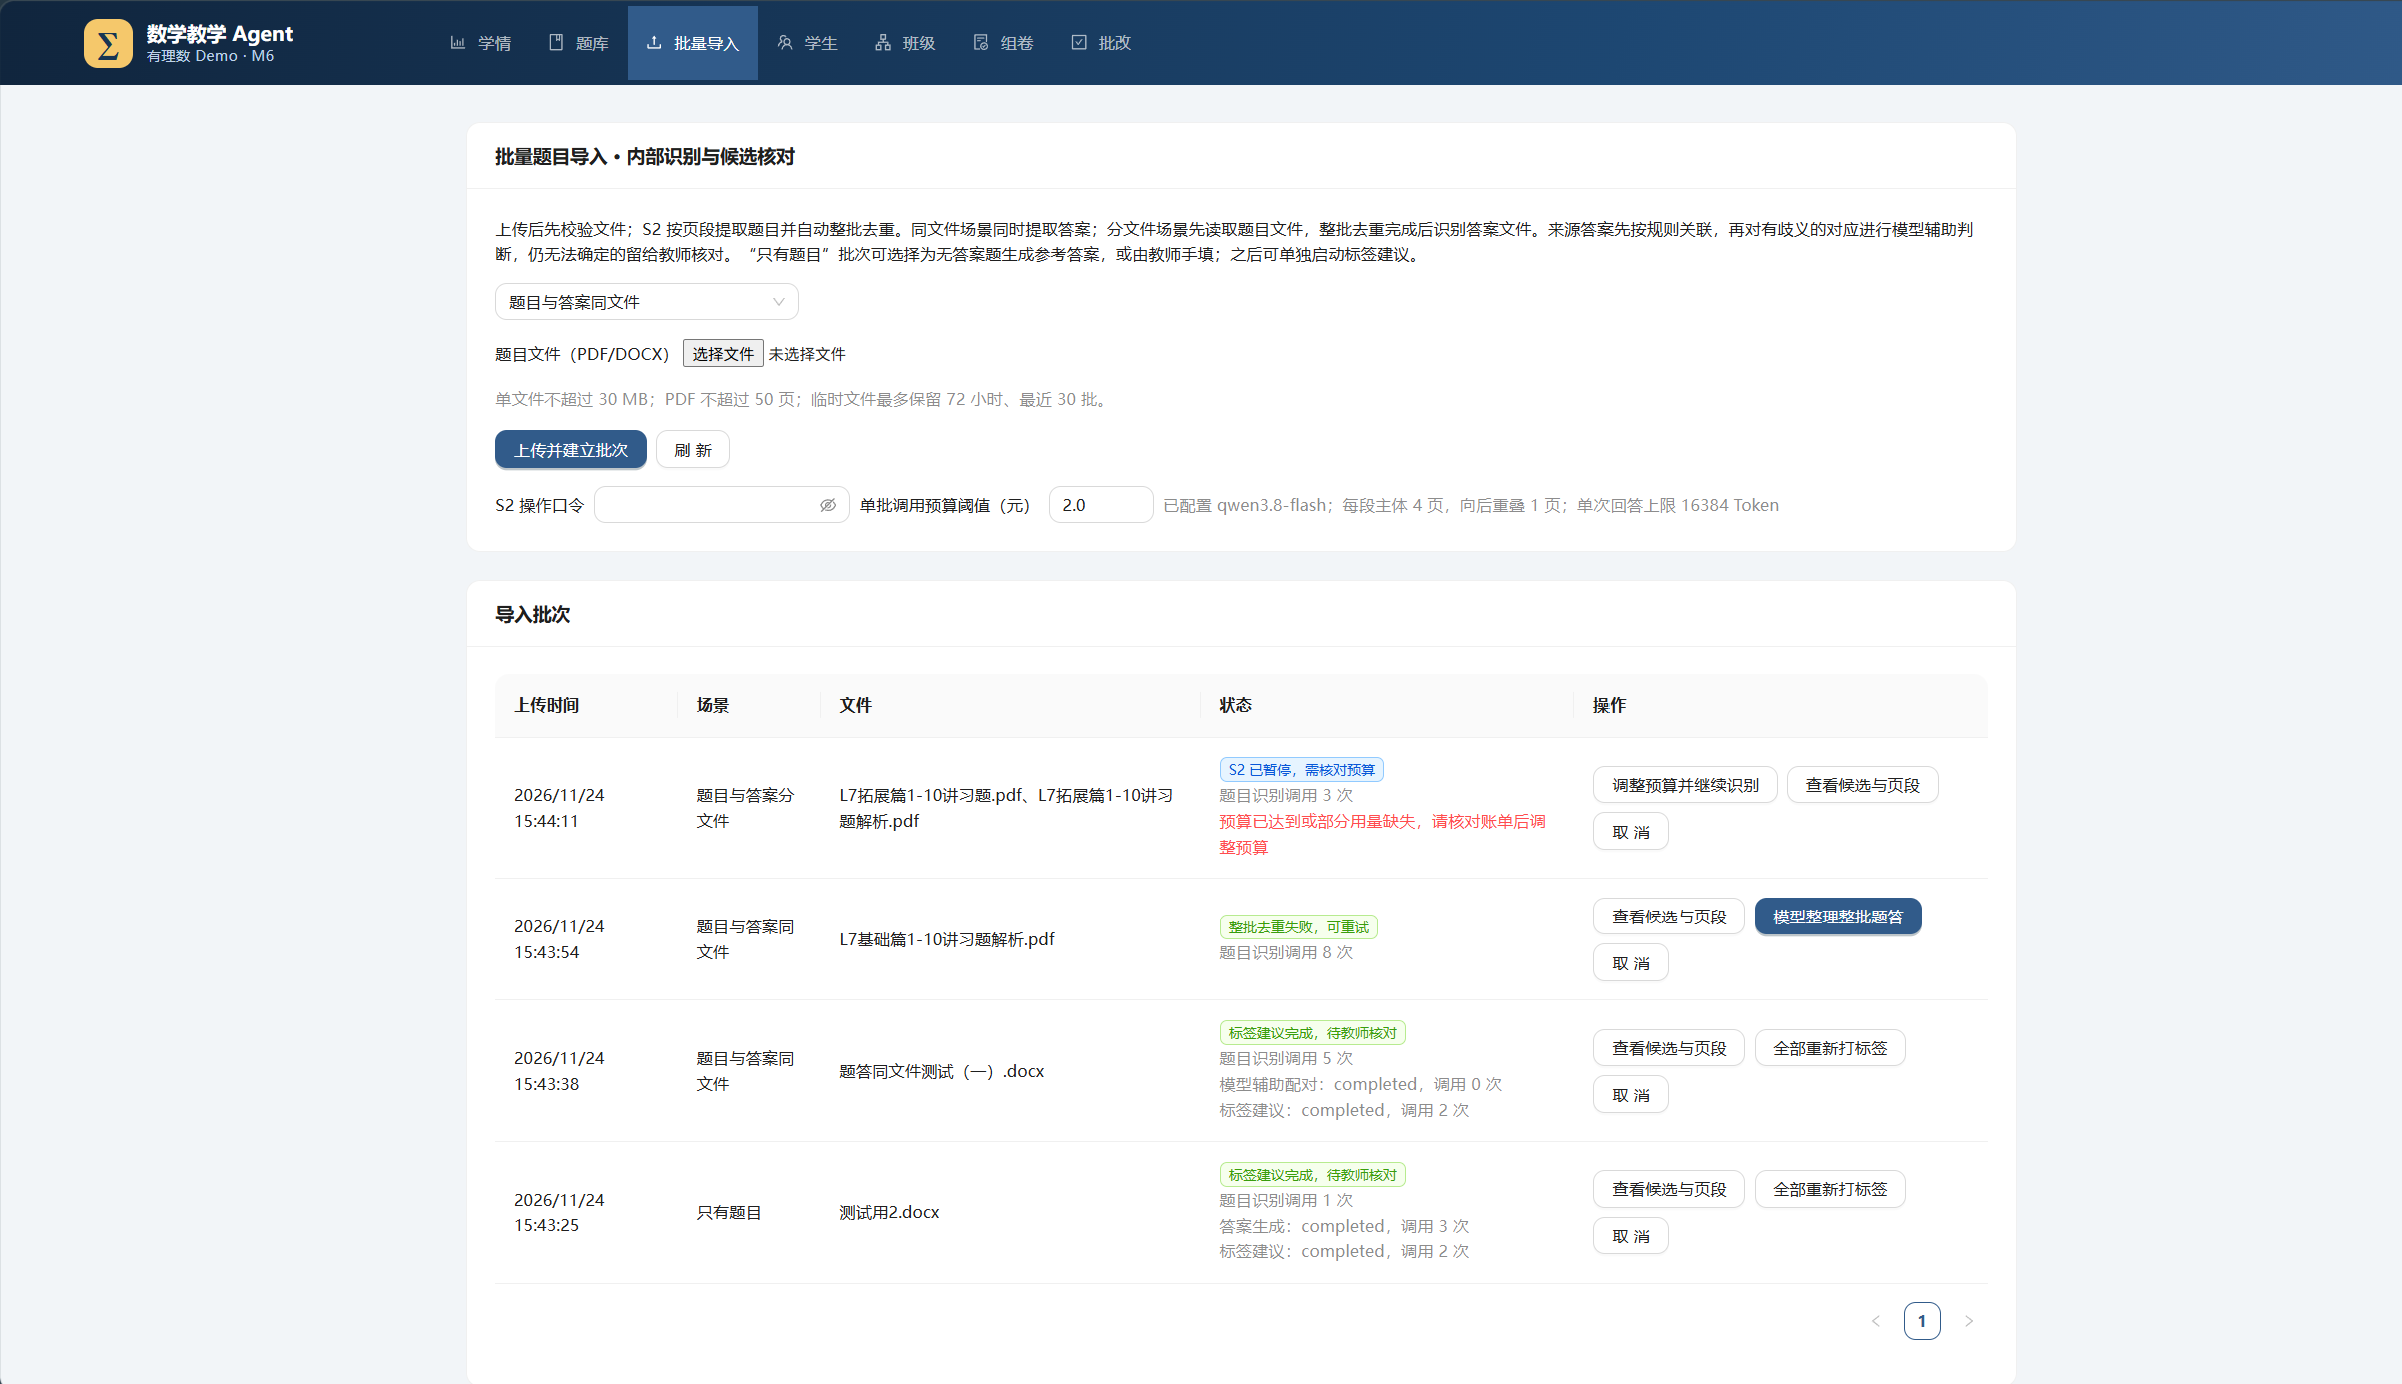 Σ
数学教学 Agent
有理数 Demo · M6
学情
题库
批量导入
学生
班级
组卷
批改
批量题目导入 · 内部识别与候选核对
上传后先校验文件；S2 按页段提取题目并自动整批去重。同文件场景同时提取答案；分文件场景先读取题目文件，整批去重完成后识别答案文件。来源答案先按规则关联，再对有歧义的对应进行模型辅助判
断，仍无法确定的留给教师核对。“只有题目”批次可选择为无答案题生成参考答案，或由教师手填；之后可单独启动标签建议。
题目与答案同文件
题目文件（PDF/DOCX） 选择文件 未选择文件
单文件不超过 30 MB；PDF 不超过 50 页；临时文件最多保留 72 小时、最近 30 批。
上传并建立批次 刷 新
S2 操作口令 单批调用预算阈值（元） 2.0 已配置 qwen3.8-flash；每段主体 4 页，向后重叠 1 页；单次回答上限 16384 Token
导入批次
上传时间 场景 文件 状态 操作
2026/11/24
15:44:11
题目与答案分
文件
L7拓展篇1-10讲习题.pdf、L7拓展篇1-10讲习
题解析.pdf
S2 已暂停，需核对预算
题目识别调用 3 次
预算已达到或部分用量缺失，请核对账单后调
整预算
调整预算并继续识别 查看候选与页段
取 消
2026/11/24
15:43:54
题目与答案同
文件
L7基础篇1-10讲习题解析.pdf
整批去重失败，可重试
题目识别调用 8 次
查看候选与页段 模型整理整批题答
取 消
2026/11/24
15:43:38
题目与答案同
文件
题答同文件测试（一）.docx
标签建议完成，待教师核对
题目识别调用 5 次
模型辅助配对：completed，调用 0 次
标签建议：completed，调用 2 次
查看候选与页段 全部重新打标签
取 消
2026/11/24
15:43:25
只有题目
测试用2.docx
标签建议完成，待教师核对
题目识别调用 1 次
答案生成：completed，调用 3 次
标签建议：completed，调用 2 次
查看候选与页段 全部重新打标签
取 消
< 1 >